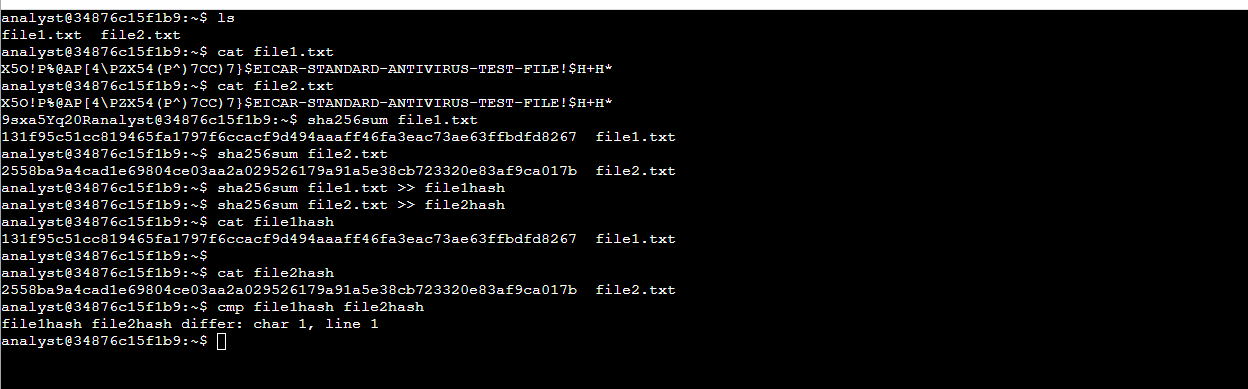 analyst@34876c15f1b9:~$ ls
file1.txt  file2.txt
analyst@34876c15f1b9:~$ cat file1.txt
X5O!P%@AP[4\PZX54(P^)7CC)7}$EICAR-STANDARD-ANTIVIRUS-TEST-FILE!$H+H*
analyst@34876c15f1b9:~$ cat file2.txt
X5O!P%@AP[4\PZX54(P^)7CC)7}$EICAR-STANDARD-ANTIVIRUS-TEST-FILE!$H+H*
9sxa5Yq20Ranalyst@34876c15f1b9:~$ sha256sum file1.txt
131f95c51cc819465fa1797f6ccacf9d494aaaff46fa3eac73ae63ffbdfd8267  file1.txt
analyst@34876c15f1b9:~$ sha256sum file2.txt
2558ba9a4cad1e69804ce03aa2a029526179a91a5e38cb723320e83af9ca017b  file2.txt
analyst@34876c15f1b9:~$ sha256sum file1.txt >> file1hash
analyst@34876c15f1b9:~$ sha256sum file2.txt >> file2hash
analyst@34876c15f1b9:~$ cat file1hash
131f95c51cc819465fa1797f6ccacf9d494aaaff46fa3eac73ae63ffbdfd8267  file1.txt
analyst@34876c15f1b9:~$
analyst@34876c15f1b9:~$ cat file2hash
2558ba9a4cad1e69804ce03aa2a029526179a91a5e38cb723320e83af9ca017b  file2.txt
analyst@34876c15f1b9:~$ cmp file1hash file2hash
file1hash file2hash differ: char 1, line 1
analyst@34876c15f1b9:~$